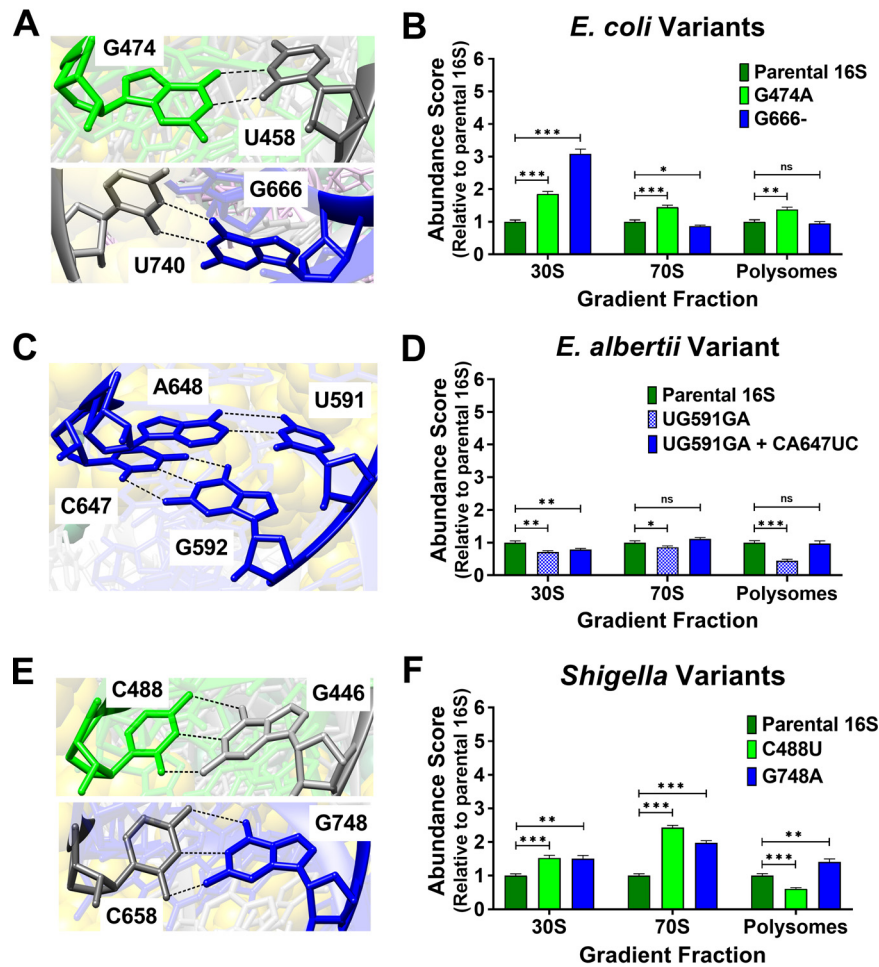 A
G474
U458
G666
U740
B
E. coli Variants
Abundance Score
(Relative to parental 16S)
6
5
4
3
2
1
0
Parental 16S
G474A
G666-
***
***
*
***
ns
**
30S
70S
Polysomes
Gradient Fraction
C
A648
U591
C647
G592
D
E. albertii Variant
Abundance Score
(Relative to parental 16S)
6
5
4
3
2
1
0
Parental 16S
UG591GA
UG591GA + CA647UC
**
**
ns
*
ns
***
30S
70S
Polysomes
Gradient Fraction
E
C488
G446
G748
C658
F
Shigella Variants
Abundance Score
(Relative to parental 16S)
6
5
4
3
2
1
0
Parental 16S
C488U
G748A
**
***
***
***
**
***
30S
70S
Polysomes
Gradient Fraction